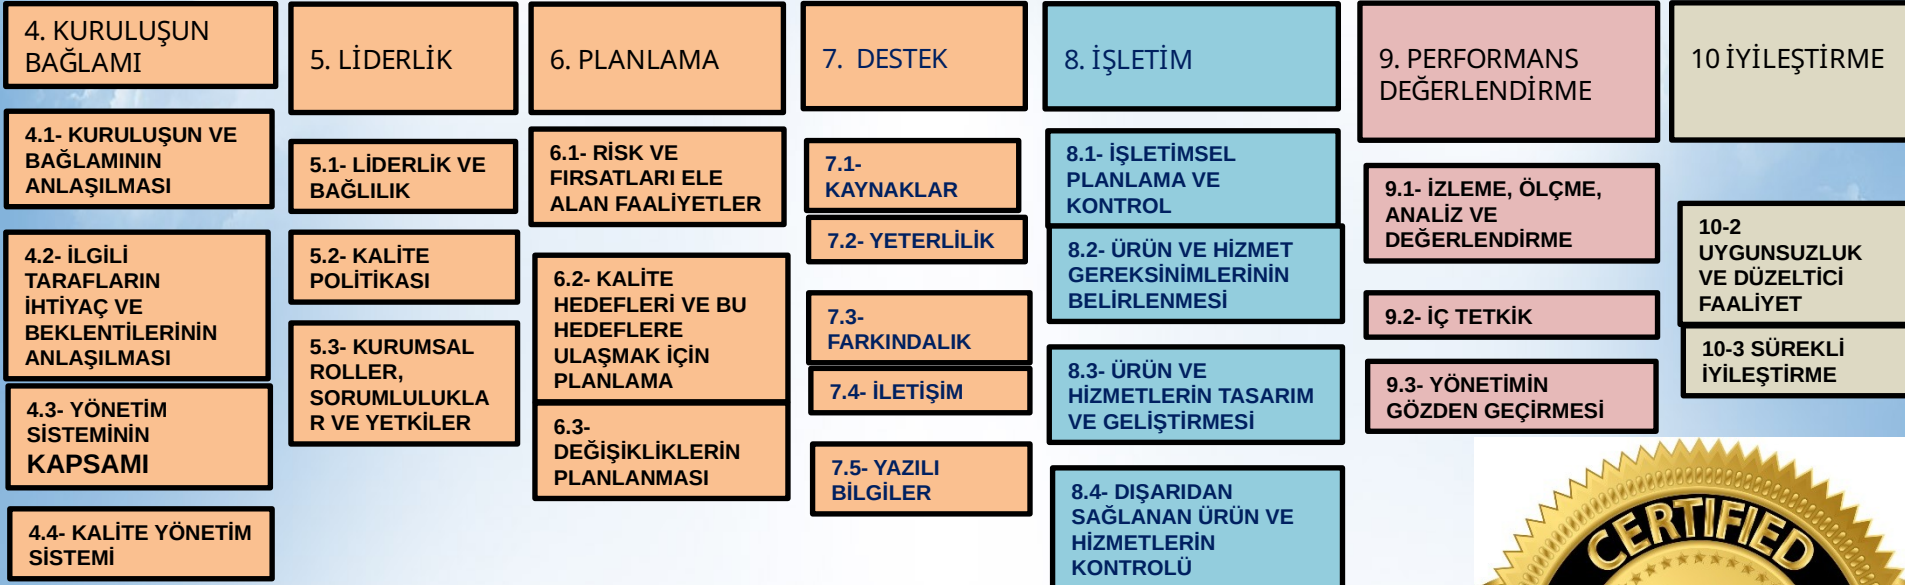 4. KURULUŞUN
BAĞLAMI
4.1- KURULUŞUN VE
BAĞLAMININ
ANLAŞILMASI
4.2- İLGİLİ
TARAFLARIN
İHTİYAÇ VE
BEKLENTİLERİNİN
ANLAŞILMASI
4.3- YÖNETİM
SİSTEMİNİN
KAPSAMI
4.4- KALİTE YÖNETİM
SİSTEMİ
5. LİDERLİK
5.1- LİDERLİK VE
BAĞLILIK
5.2- KALİTE
POLİTİKASI
5.3- KURUMSAL
ROLLER,
SORUMLULUKLA
R VE YETKİLER
6. PLANLAMA
6.1- RİSK VE
FIRSATLARI ELE
ALAN FAALİYETLER
6.2- KALİTE
HEDEFLERİ VE BU
HEDEFLERE
ULAŞMAK İÇİN
PLANLAMA
6.3-
DEĞİŞİKLİKLERİN
PLANLANMASI
7. DESTEK
7.1-
KAYNAKLAR
7.2- YETERLİLİK
7.3-
FARKINDALIK
7.4- İLETİŞİM
7.5- YAZILI
BİLGİLER
8. İŞLETİM
8.1- İŞLETİMSEL
PLANLAMA VE
KONTROL
8.2- ÜRÜN VE HİZMET
GEREKSİNİMLERİNİN
BELİRLENMESİ
8.3- ÜRÜN VE
HİZMETLERİN TASARIM
VE GELİŞTİRMESİ
8.4- DIŞARIDAN
SAĞLANAN ÜRÜN VE
HİZMETLERİN
KONTROLÜ
9. PERFORMANS
DEĞERLENDİRME
9.1- İZLEME, ÖLÇME,
ANALİZ VE
DEĞERLENDİRME
9.2- İÇ TETKİK
9.3- YÖNETİMİN
GÖZDEN GEÇİRMESİ
10 İYİLEŞTİRME
10-2
UYGUNSUZLUK
VE DÜZELTİCİ
FAALİYET
10-3 SÜREKLİ
İYİLEŞTİRME
CERTIFIED